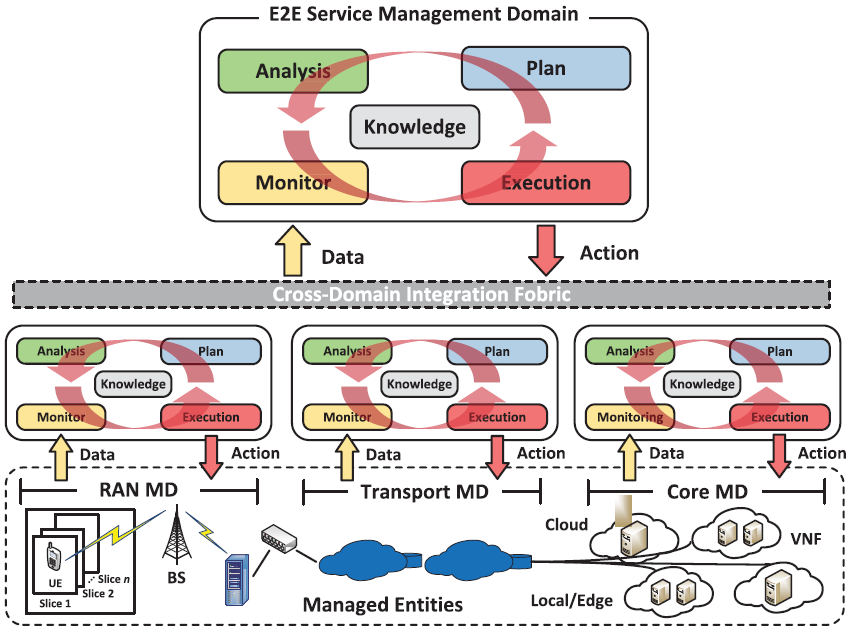 E2E Service Management Domain
Analysis
Plan
Knowledge
Monitor
Execution
Data
Action
Cross-Domain Integration Fobric
Analysis
Plan
Knowledge
Monitor
Execution
Analysis
Plan
Knowledge
Monitor
Execution
Analysis
Plan
Knowledge
Monitoring
Execution
Data
Action
Data
Action
Data
Action
RAN MD
Transport MD
Core MD
UE
Slice 1
Slice 2
... Slice n
BS
Cloud
VNF
Local/Edge
Managed Entities